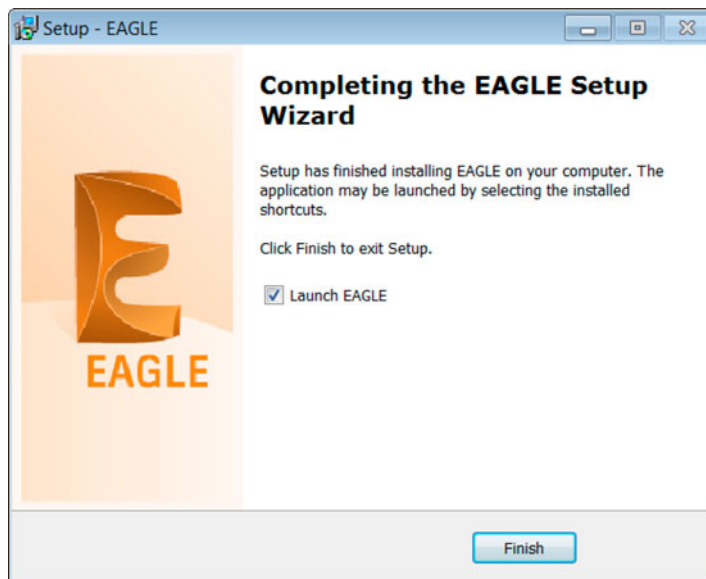 Setup - EAGLE
Completing the EAGLE Setup
Wizard
Setup has finished installing EAGLE on your computer. The
application may be launched by selecting the installed
shortcuts.
Click Finish to exit Setup.
Launch EAGLE
EAGLE
Finish